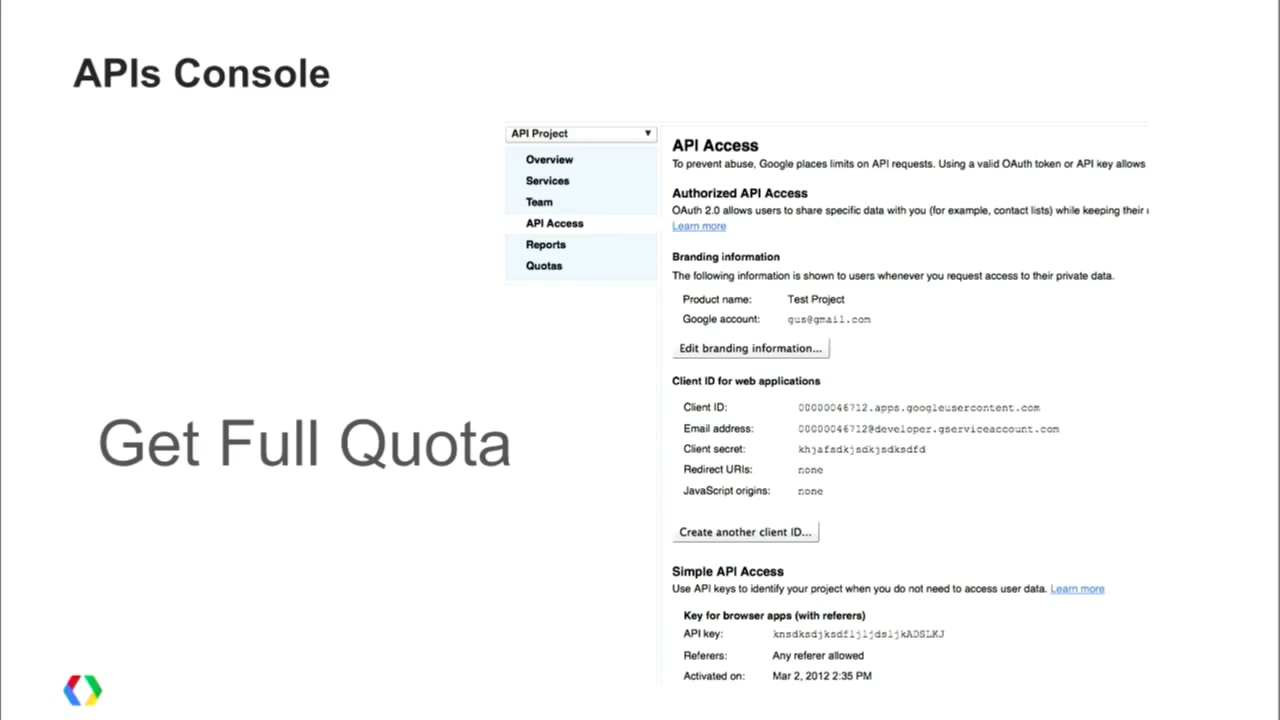 APIs Console
API Project
Overview
Services
Team
API Access
Reports
Quotas
Get Full Quota
API Access
To prevent abuse, Google places limits on API requests. Using a valid OAuth token or API key allows
Authorized API Access
OAuth 2.0 allows users to share specific data with you (for example, contact lists) while keeping their
Learn more
Branding information
The following information is shown to users whenever you request access to their private data.
Product name: Test Project
Google account: gus@gmail.com
Edit branding information...
Client ID for web applications
Client ID: 00000046712.apps.googleusercontent.com
Email address: 00000046712@developer.gserviceaccount.com
Client secret: khjafsdkjsdkjsdksdfd
Redirect URIs: none
JavaScript origins: none
Create another client ID...
Simple API Access
Use API keys to identify your project when you do not need to access user data. Learn more
Key for browser apps (with referers)
API key:
Referers: Any referer allowed
Activated on: Mar 2, 2012 2:35 PM